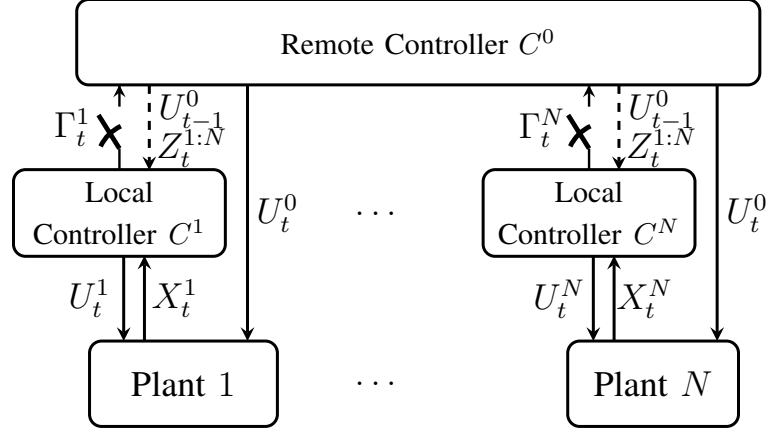 Remote Controller C^0
Γ_t^1
U_{t-1}^0
Z_t^{1:N}
Γ_t^N
U_{t-1}^0
Z_t^{1:N}
Local
Controller C^1
U_t^0
· · ·
Local
Controller C^N
U_t^0
U_t^1
X_t^1
U_t^N
X_t^N
Plant 1
· · ·
Plant N